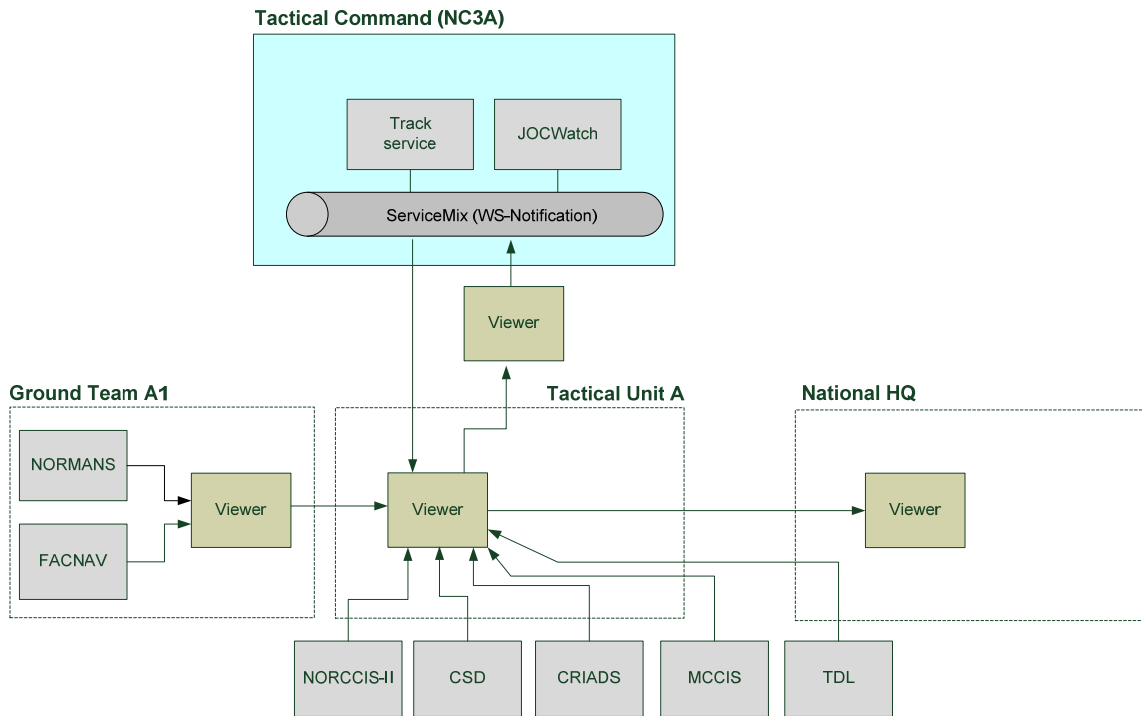 Tactical Command (NC3A)
Track
service
JOCWatch
ServiceMix (WS-Notification)
Viewer
Ground Team A1
Tactical Unit A
National HQ
NORMANS
FACNAV
Viewer
Viewer
Viewer
NORCCIS-II
CSD
CRIADS
MCCIS
TDL